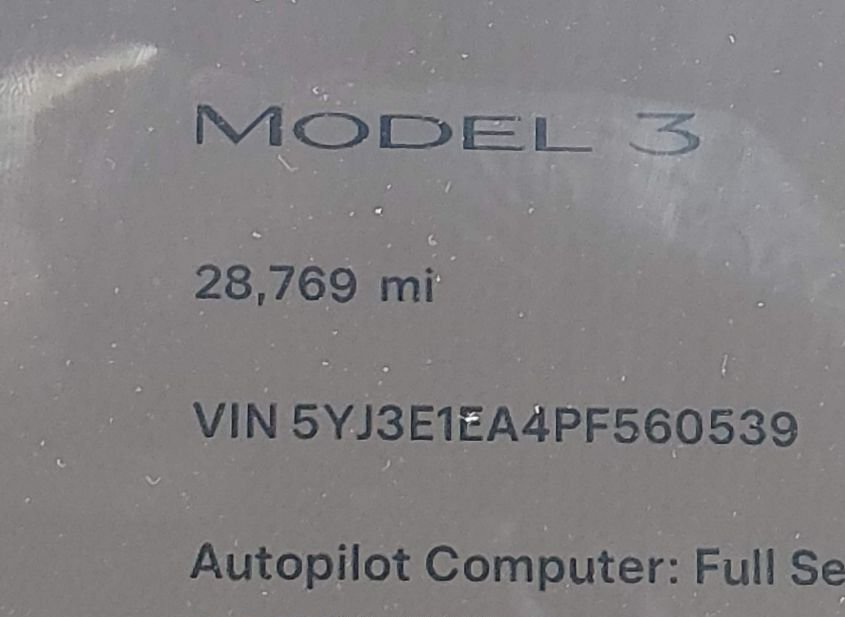 MODEL 3
28,769 mi
VIN 5YJ3E1EA4PF560539
Autopilot Computer: Full Se